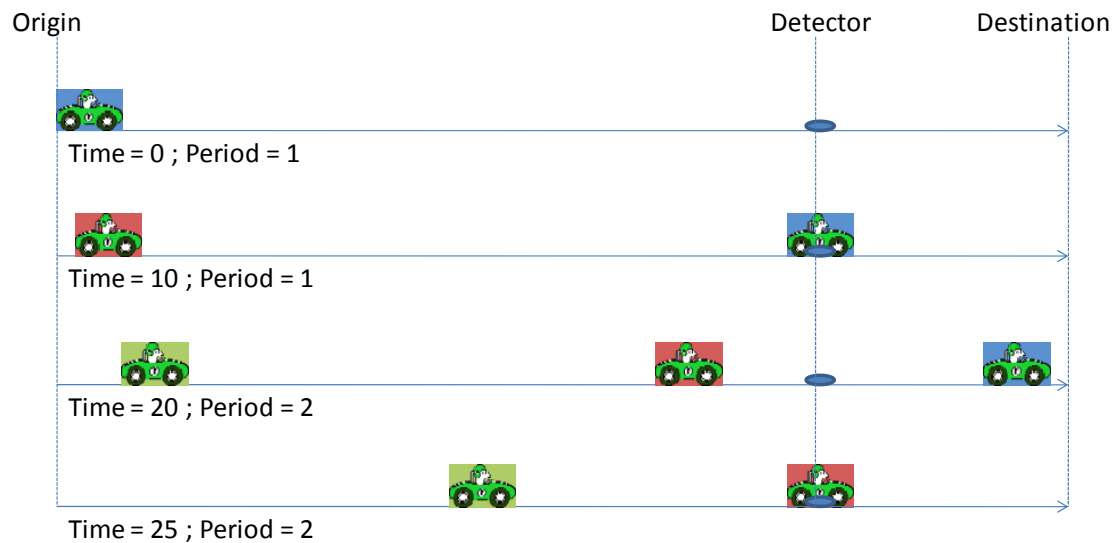 Origin
Detector
Destination
Time = 0 ; Period = 1
Time = 10 ; Period = 1
Time = 20 ; Period = 2
Time = 25 ; Period = 2